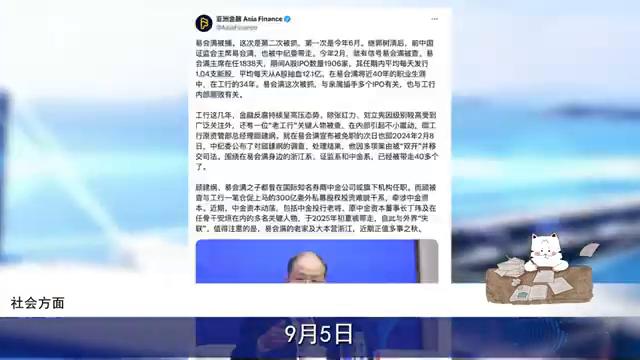 亚洲金融 Asia Finance
@AsiaFinance
易会满被捕。这次是第二次被抓，第一次是今年6月。继郭树清后，前中国
证监会主席易会满，也被中纪委带走。今年2月，就有信号易会满被查。易
会满主席在任1838天，期间A股IPO数量1906家，其任期内平均每天发行
1.04支新股，平均每天从A股抽血12.1亿。在易会满将近40年的职业生涯
中，在工行的34年。易会满这次被抓，与亲属插手多个IPO有关，也与工行
内部腐败有关。
工行这几年，金融反腐持续呈高压态势，除张红力、刘立宪因级别较高受到
广泛关注外，还有一位“老工行”关键人物被查，在内部引起不小震动，即工
行原资管部总经理顾建纲，就在易会满宣布被免职的次日也即2024年2月8
日，中纪委公布了对顾建纲的调查、处理结果，他因多项案由被“双开”并移
交司法。围绕在易会满身边的浙江系、证监系和中金系，已经被带走40多个
了。
顾建纲、易会满之子都曾在国际知名券商中金公司或旗下机构任职。而顾被
查与工行一笔仓促上马的300亿委外私募股权投资难脱干系，牵涉中金资
本。近期，中金资本动荡，包括中金投行老将、原中金资本董事长丁玮及在
任骨干安垣在内的多名关键人物，于2025年初夏被带走，自此与外界“失
联”。值得注意的是，易会满的老家及大本营浙江，近期正值多事之秋。
社会方面
9月5日